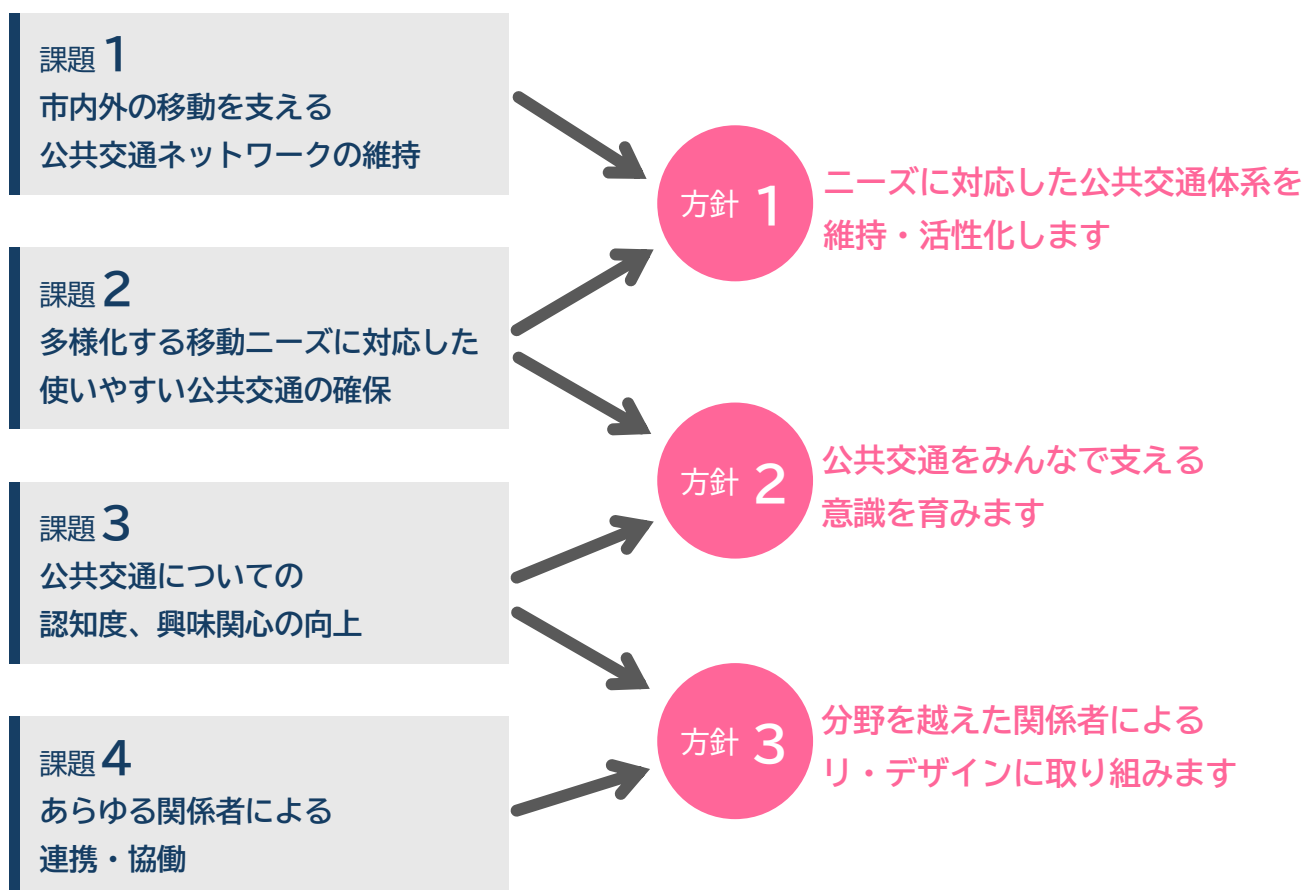 課題 1
市内外の移動を支える
公共交通ネットワークの維持
課題 2
多様化する移動ニーズに対応した
使いやすい公共交通の確保
課題 3
公共交通についての
認知度、興味関心の向上
課題 4
あらゆる関係者による
連携・協働
方針 1
ニーズに対応した公共交通体系を
維持・活性化します
方針 2
公共交通をみんなで支える
意識を育みます
方針 3
分野を越えた関係者による
リ・デザインに取り組みます